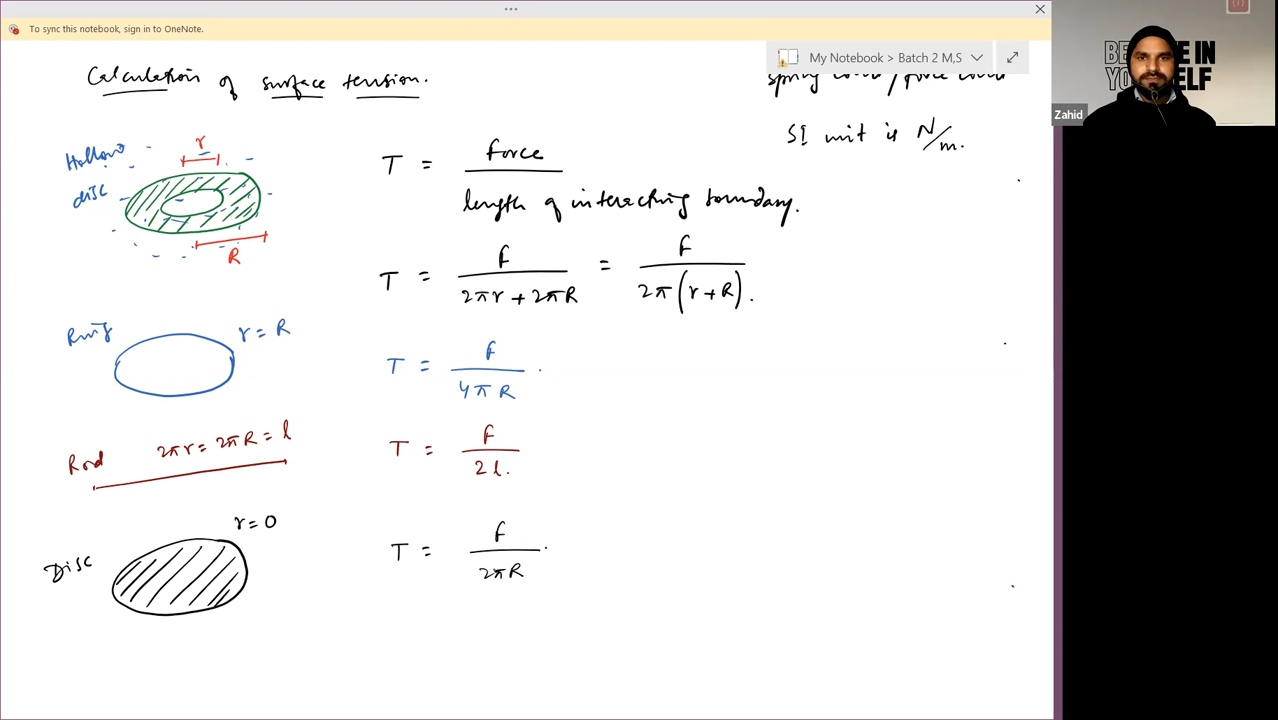 To sync this notebook, sign in to OneNote.
My Notebook > Batch 2 M,S
Calculation of surface tension.
SI unit is N/m.
Hollow
disc
r
R
T = force / length of interacting boundary.
T = F / 2πr + 2πR = F / 2π(r+R).
Ring
r = R
T = F / 4πR.
Rod
2πr = 2πR = l
T = F / 2l.
Disc
r = 0
T = F / 2πR.
Zahid
IN